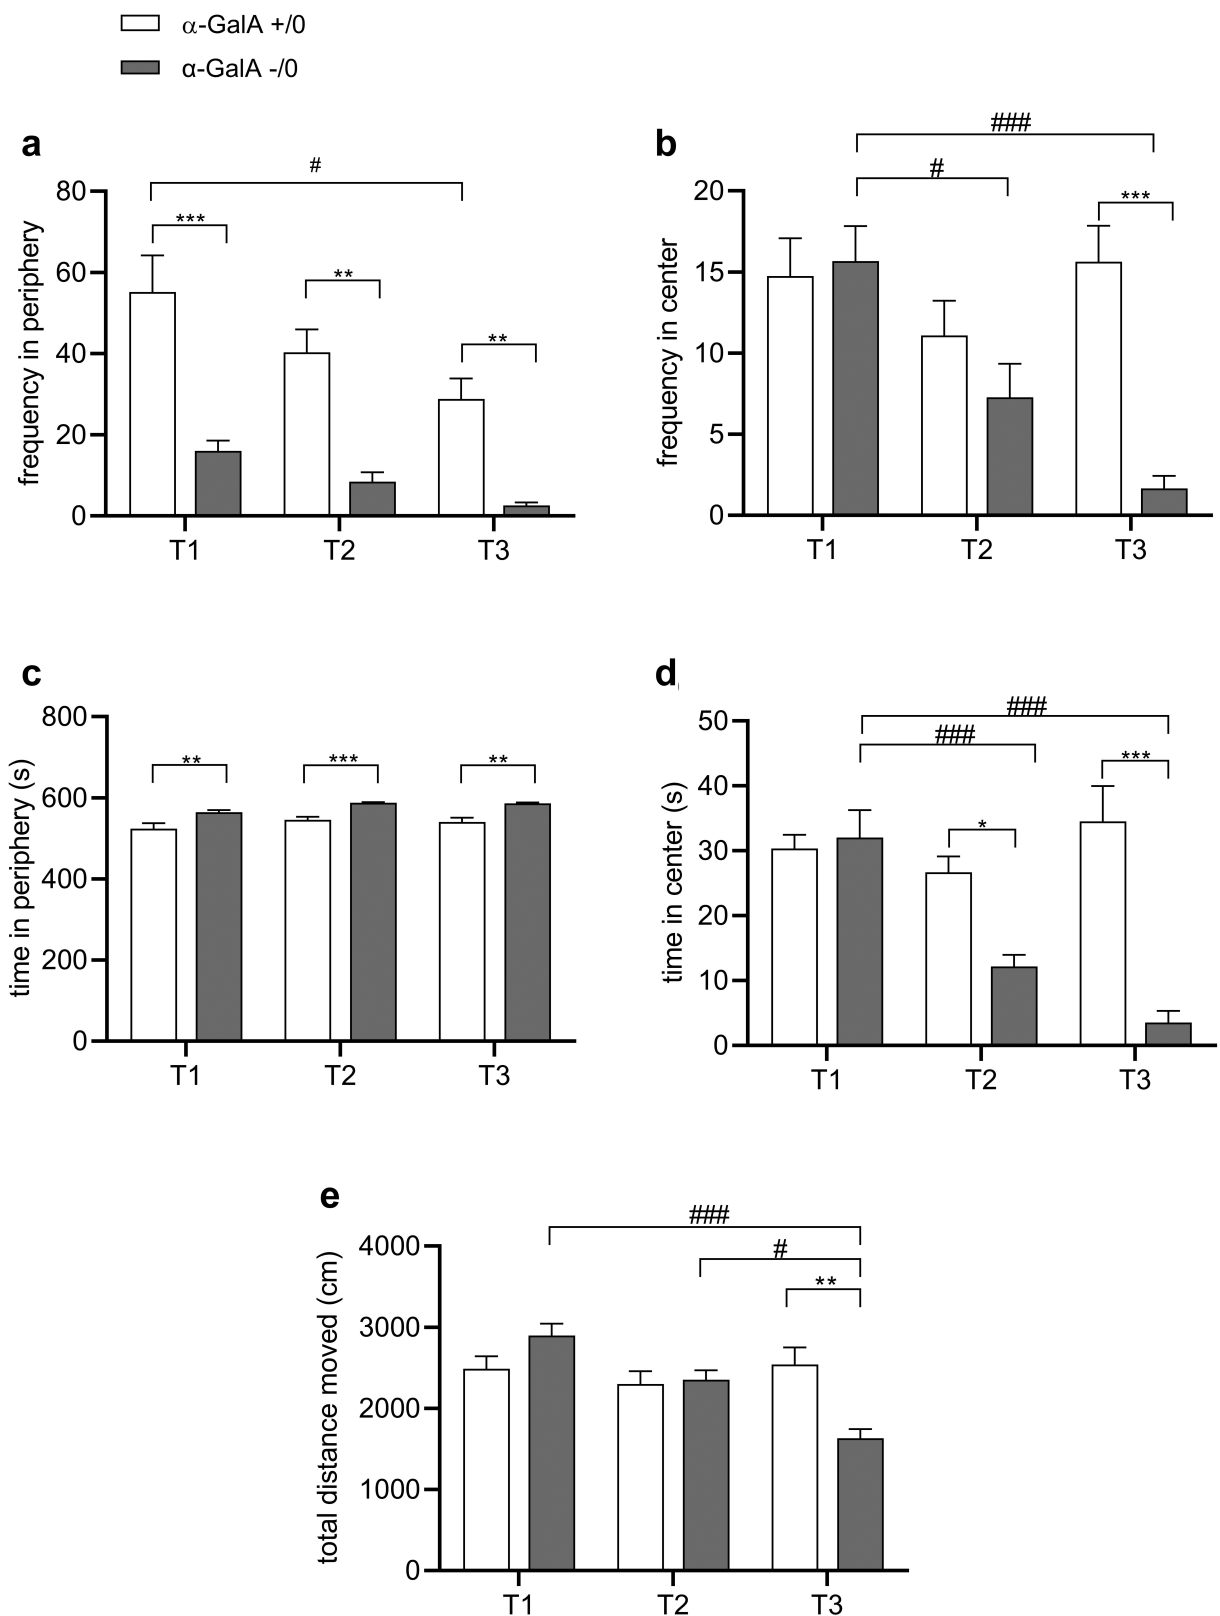 α-GalA +/0
α-GalA -/0
a
#
***
**
**
80
60
40
20
0
frequency in periphery
T1 T2 T3
b
###
#
***
20
15
10
5
0
frequency in center
T1 T2 T3
c
**
***
**
800
600
400
200
0
time in periphery (s)
T1 T2 T3
d
###
###
***
*
50
40
30
20
10
0
time in center (s)
T1 T2 T3
e
###
#
**
4000
3000
2000
1000
0
total distance moved (cm)
T1 T2 T3